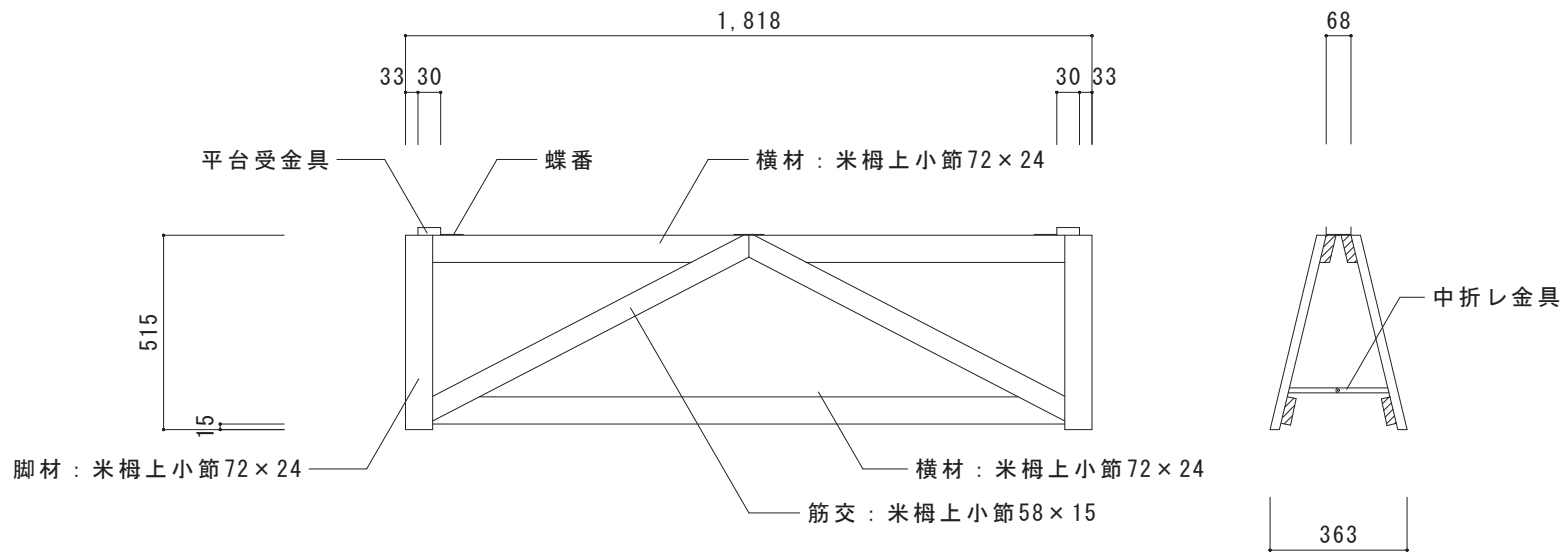 1,818
68
33 30
30 33
平台受金具
蝶番
横材：米栂上小節72×24
中折レ金具
515
15
脚材：米栂上小節72×24
横材：米栂上小節72×24
筋交：米栂上小節58×15
363